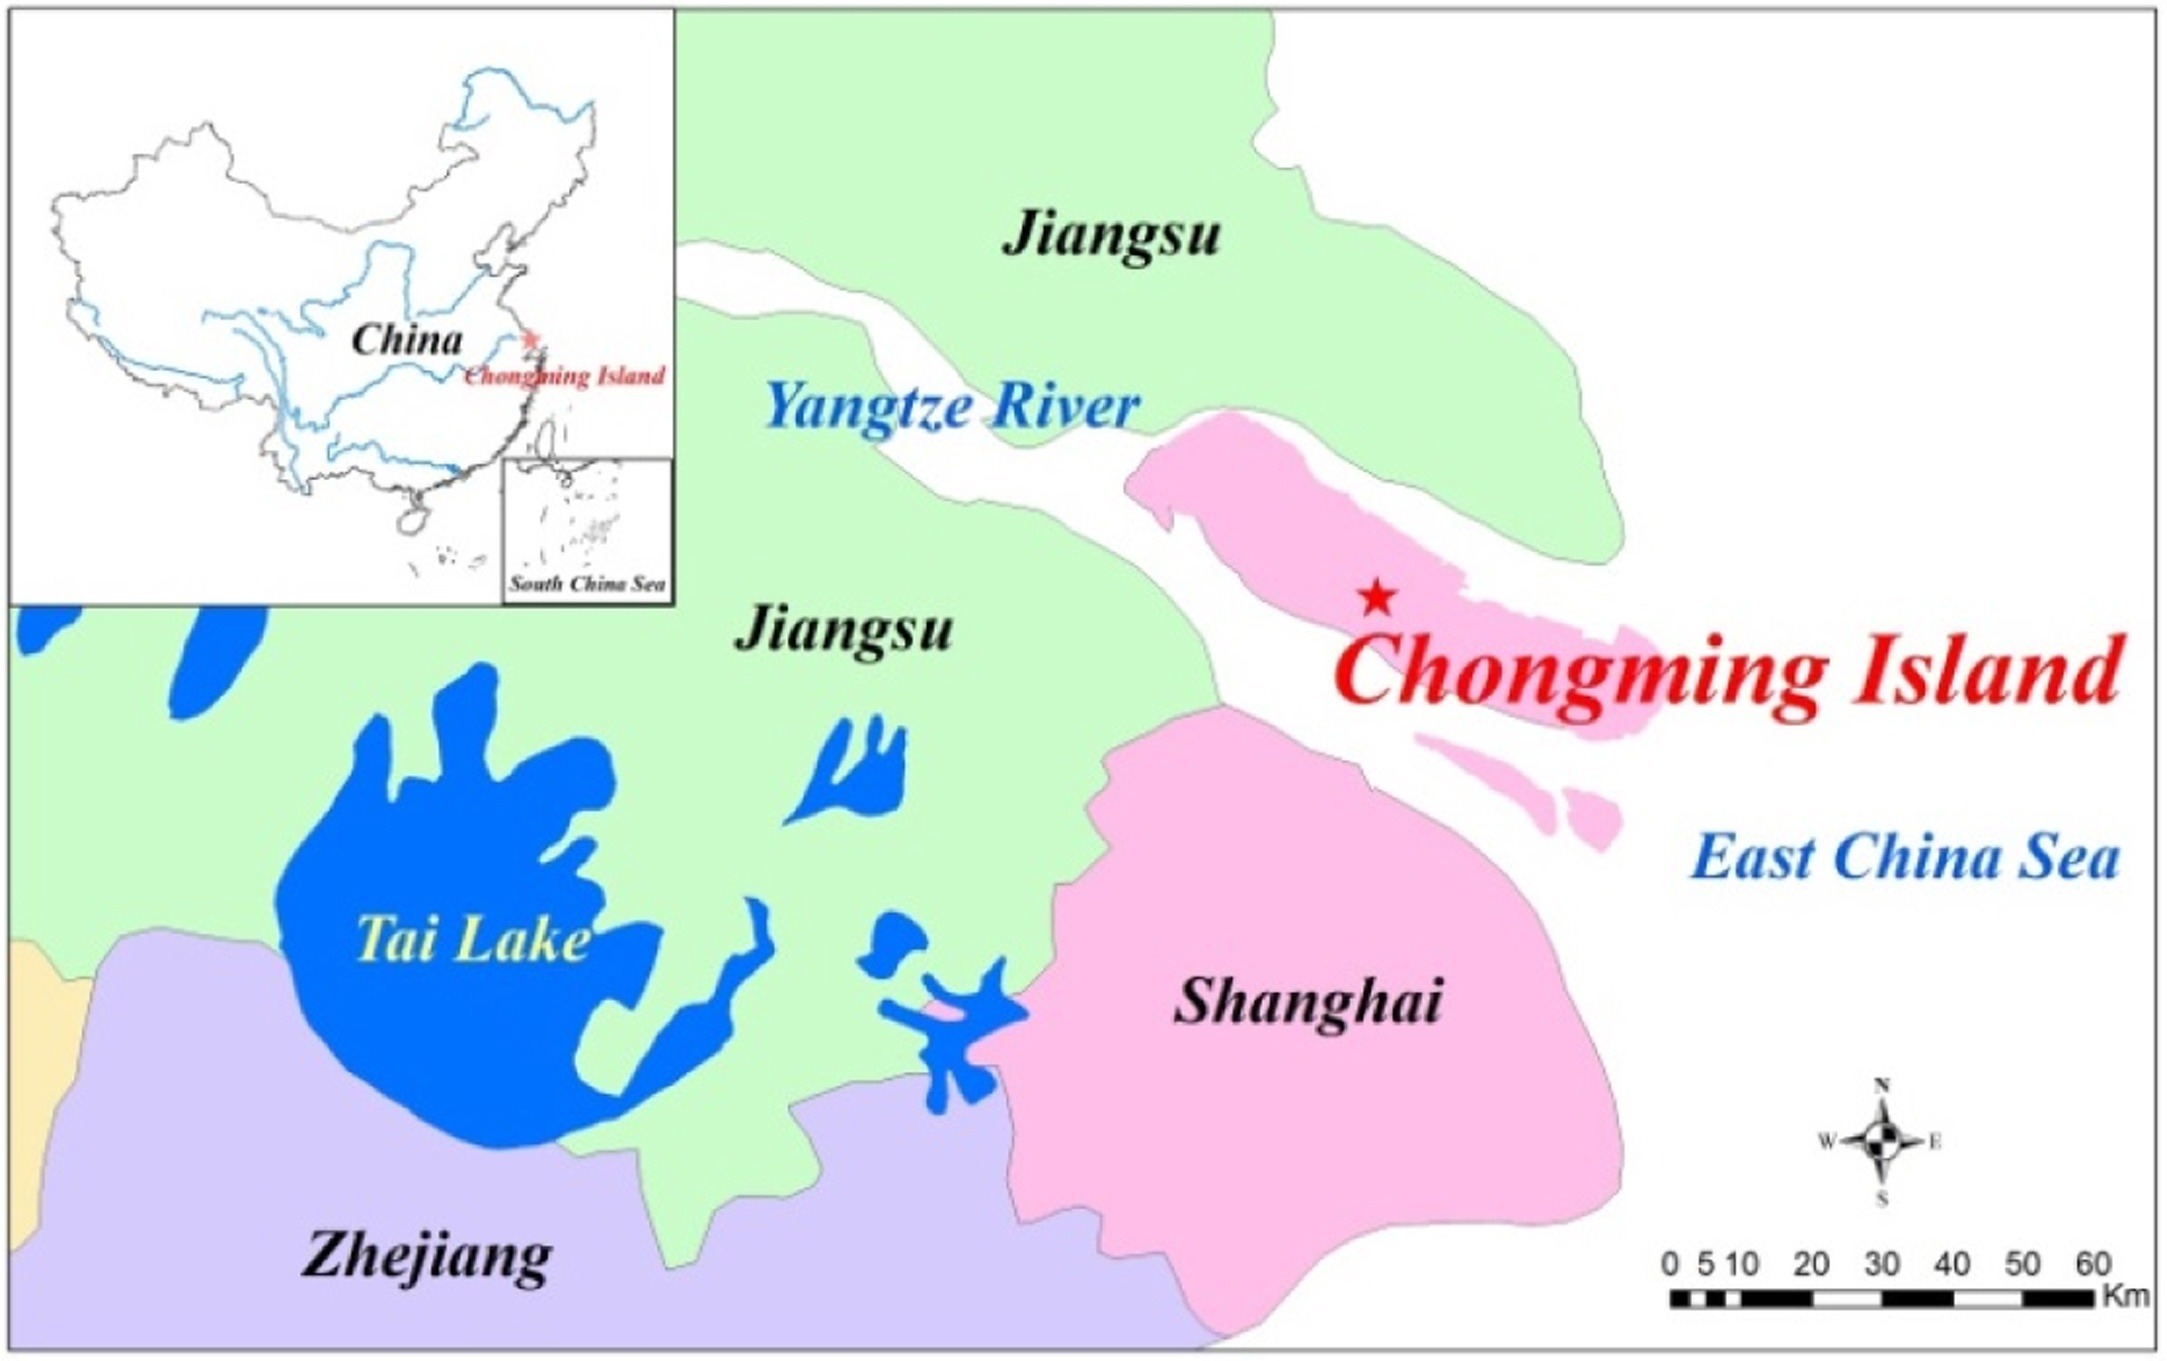 China
Chongming Island
South China Sea
Jiangsu
Yangtze River
Jiangsu
Chongming Island
East China Sea
Tai Lake
Shanghai
Zhejiang
N
W E
S
0 5 10 20 30 40 50 60
Km